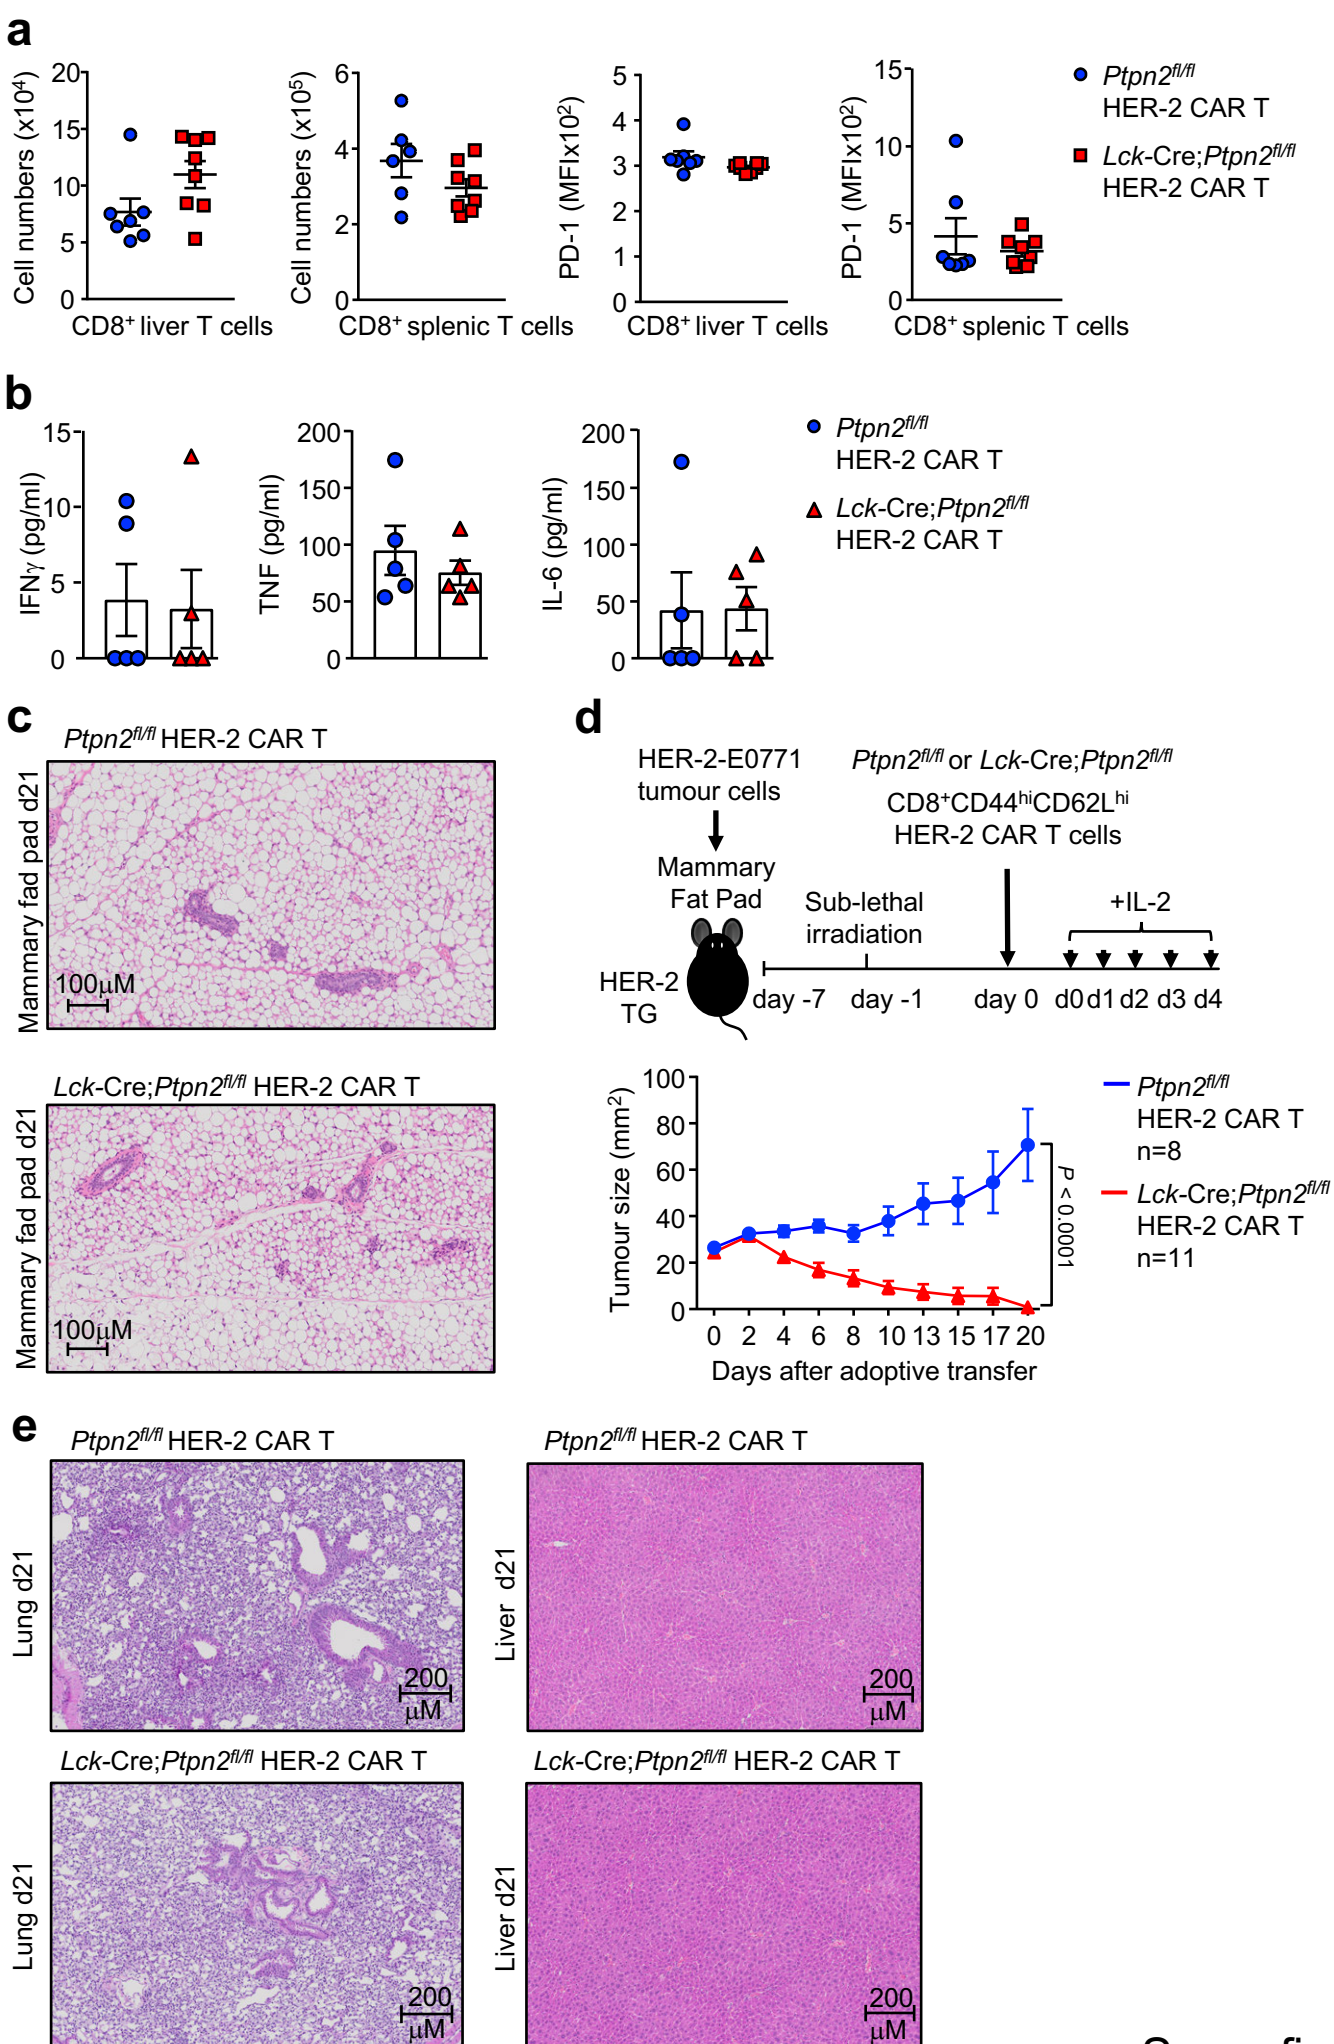 a
20
15
10
5
0
Cell numbers (x10⁴)
CD8⁺ liver T cells
6
4
2
0
Cell numbers (x10⁵)
CD8⁺ splenic T cells
5
4
3
2
1
0
PD-1 (MFIx10²)
CD8⁺ liver T cells
15
10
5
0
PD-1 (MFIx10²)
CD8⁺ splenic T cells
Ptpn2ᶠˡ/ᶠˡ
HER-2 CAR T
Lck-Cre;Ptpn2ᶠˡ/ᶠˡ
HER-2 CAR T
b
15
10
5
0
IFNγ (pg/ml)
200
150
100
50
0
TNF (pg/ml)
200
150
100
50
0
IL-6 (pg/ml)
Ptpn2ᶠˡ/ᶠˡ
HER-2 CAR T
Lck-Cre;Ptpn2ᶠˡ/ᶠˡ
HER-2 CAR T
c
Ptpn2ᶠˡ/ᶠˡ HER-2 CAR T
Mammary fad pad d21
100μM
Lck-Cre;Ptpn2ᶠˡ/ᶠˡ HER-2 CAR T
Mammary fad pad d21
100μM
d
HER-2-E0771
tumour cells
Mammary
Fat Pad
HER-2
TG
Ptpn2ᶠˡ/ᶠˡ or Lck-Cre;Ptpn2ᶠˡ/ᶠˡ
CD8⁺CD44ʰⁱCD62Lʰⁱ
HER-2 CAR T cells
Sub-lethal
irradiation
+IL-2
day -7 day -1 day 0 d0 d1 d2 d3 d4
100
80
60
40
20
0
Tumour size (mm²)
0 2 4 6 8 10 13 15 17 20
Days after adoptive transfer
P < 0.0001
Ptpn2ᶠˡ/ᶠˡ
HER-2 CAR T
n=8
Lck-Cre;Ptpn2ᶠˡ/ᶠˡ
HER-2 CAR T
n=11
e
Ptpn2ᶠˡ/ᶠˡ HER-2 CAR T
Lung d21
200
μM
Ptpn2ᶠˡ/ᶠˡ HER-2 CAR T
Liver d21
200
μM
Lck-Cre;Ptpn2ᶠˡ/ᶠˡ HER-2 CAR T
Lung d21
200
μM
Lck-Cre;Ptpn2ᶠˡ/ᶠˡ HER-2 CAR T
Liver d21
200
μM